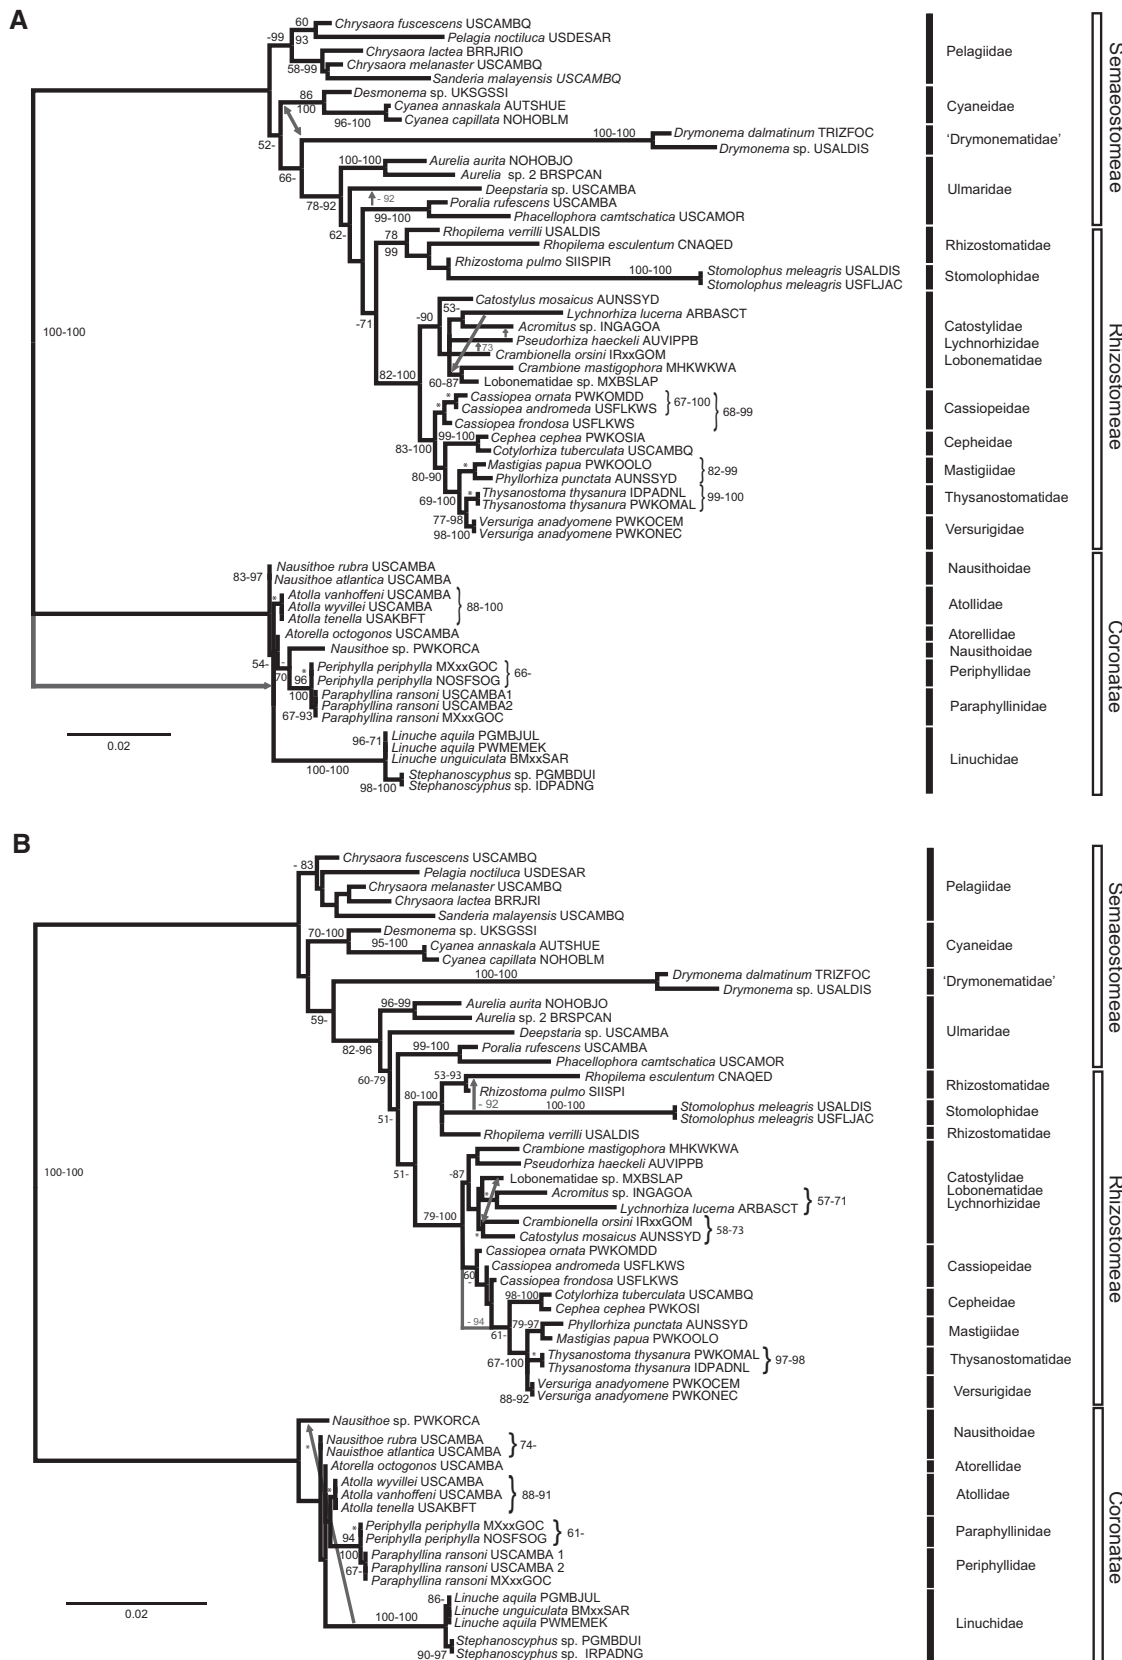 A
Chrysaora fuscescens USCAMBQ
60
Pelagia noctiluca USDESAR
-99
93
Chrysaora lactea BRRJRIO
Pelagiidae
Chrysaora melanaster USCAMBQ
58-99
Sanderia malayensis USCAMBQ
Semaeostomeae
Desmonema sp. UKSGSSI
86
100
Cyanea annaskala AUTSHUE
Cyaneidae
96-100
Cyanea capillata NOHOBLM
100-100
Drymonema dalmatinum TRIZFOC
'Drymonematidae'
52-
Drymonema sp. USALDIS
100-100
Aurelia aurita NOHOBJO
66-
Aurelia sp. 2 BRSPCAN
Deepstaria sp. USCAMBA
Ulmaridae
- 92
78-92
Poralia rufescens USCAMBA
99-100
Phacellophora camtschatica USCAMOR
62-
78
Rhopilema verrilli USALDIS
99
Rhopilema esculentum CNAQED
Rhizostomatidae
Rhizostoma pulmo SIISPIR
100-100
Stomolophus meleagris USALDIS
Stomolophidae
Stomolophus meleagris USFLJAC
Catostylus mosaicus AUNSSYD
53-
Lychnorhiza lucerna ARBASCT
-71
-90
Acromitus sp. INGAGOA
Catostylidae
Pseudorhiza haeckeli AUVIPPB
Lychnorhizidae
73
Crambionella orsini IRxxGOM
Lobonematidae
Rhizostomeae
Crambione mastigophora MHKWKWA
82-100
60-87
Lobonematidae sp. MXBSLAP
*
Cassiopea ornata PWKOMDD
67-100
*
Cassiopea andromeda USFLKWS
68-99
Cassiopeidae
Cassiopea frondosa USFLKWS
99-100
Cephea cephea PWKOSIA
Cepheidae
83-100
Cotylorhiza tuberculata USCAMBQ
*
Mastigias papua PWKOOLO
82-99
Mastigiidae
80-90
Phyllorhiza punctata AUNSSYD
*
Thysanostoma thysanura IDPADNL
99-100
Thysanostomatidae
69-100
Thysanostoma thysanura PWKOMAL
77-98
Versuriga anadyomene PWKOCEM
Versurigidae
98-100
Versuriga anadyomene PWKONEC
100-100
Nausithoe rubra USCAMBA
Nausithoidae
83-97
Nausithoe atlantica USCAMBA
*
Atolla vanhoffeni USCAMBA
Atolla wyvillei USCAMBA
88-100
Atollidae
Atolla tenella USAKBFT
Atorella octogonos USCAMBA
Atorellidae
Nausithoe sp. PWKORCA
Nausithoidae
54-
-
70
*
Periphylla periphylla MXxxGOC
66-
Periphyllidae
96
Periphylla periphylla NOSFSOG
Coronatae
100
Paraphyllina ransoni USCAMBA1
Paraphyllina ransoni USCAMBA2
Paraphyllinidae
67-93
Paraphyllina ransoni MXxxGOC
96-71
Linuche aquila PGMBJUL
0.02
Linuche aquila PWMEMEK
Linuche unguiculata BMxxSAR
Linuchidae
100-100
Stephanoscyphus sp. PGMBDUI
98-100
Stephanoscyphus sp. IDPADNG
B
- 83
Chrysaora fuscescens USCAMBQ
Pelagia noctiluca USDESAR
Chrysaora melanaster USCAMBQ
Pelagiidae
Chrysaora lactea BRRJRI
Sanderia malayensis USCAMBQ
Semaeostomeae
70-100
Desmonema sp. UKSGSSI
95-100
Cyanea annaskala AUTSHUE
Cyaneidae
Cyanea capillata NOHOBLM
100-100
Drymonema dalmatinum TRIZFOC
'Drymonematidae'
Drymonema sp. USALDIS
59-
96-99
Aurelia aurita NOHOBJO
Aurelia sp. 2 BRSPCAN
Deepstaria sp. USCAMBA
Ulmaridae
82-96
99-100
Poralia rufescens USCAMBA
Phacellophora camtschatica USCAMOR
60-79
53-93
Rhopilema esculentum CNAQED
Rhizostomatidae
80-100
Rhizostoma pulmo SIISPI
- 92
100-100
Stomolophus meleagris USALDIS
Stomolophidae
51-
Stomolophus meleagris USFLJAC
Rhopilema verrilli USALDIS
Rhizostomatidae
Crambione mastigophora MHKWKWA
51-
-87
Pseudorhiza haeckeli AUVIPPB
Lobonematidae sp. MXBSLAP
Catostylidae
*
Acromitus sp. INGAGOA
57-71
Lobonematidae
Lychnorhiza lucerna ARBASCT
Lychnorhizidae
Rhizostomeae
79-100
Crambionella orsini IRxxGOM
58-73
*
Catostylus mosaicus AUNSSYD
Cassiopea ornata PWKOMDD
60
-
Cassiopea andromeda USFLKWS
Cassiopeidae
Cassiopea frondosa USFLKWS
98-100
Cotylorhiza tuberculata USCAMBQ
Cepheidae
Cephea cephea PWKOSI
- 94
79-97
Phyllorhiza punctata AUNSSYD
Mastigiidae
61-
Mastigias papua PWKOOLO
*
Thysanostoma thysanura PWKOMAL
97-98
Thysanostomatidae
67-100
Thysanostoma thysanura IDPADNL
Versuriga anadyomene PWKOCEM
Versurigidae
88-92
Versuriga anadyomene PWKONEC
100-100
Nausithoe sp. PWKORCA
*
Nausithoe rubra USCAMBA
74-
Nausithoidae
Nauisthoe atlantica USCAMBA
Atorella octogonos USCAMBA
Atorellidae
*
Atolla wyvillei USCAMBA
Atolla vanhoffeni USCAMBA
88-91
Atollidae
Atolla tenella USAKBFT
Coronatae
*
Periphylla periphylla MXxxGOC
61-
Paraphyllinidae
94
Periphylla periphylla NOSFSOG
100
Paraphyllina ransoni USCAMBA 1
67-
Paraphyllina ransoni USCAMBA 2
Periphyllidae
Paraphyllina ransoni MXxxGOC
0.02
86-
Linuche aquila PGMBJUL
Linuche unguiculata BMxxSAR
100-100
Linuche aquila PWMEMEK
Linuchidae
Stephanoscyphus sp. PGMBDUI
90-97
Stephanoscyphus sp. IRPADNG